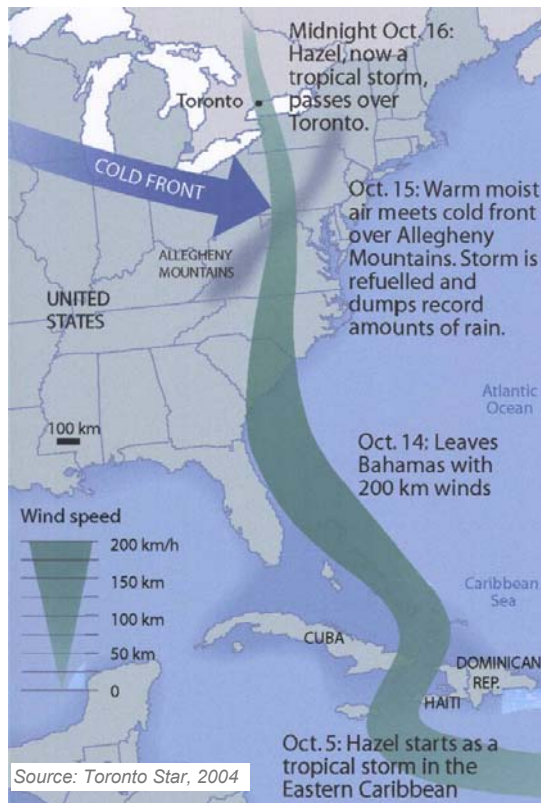 Midnight Oct. 16:
Hazel, now a
tropical storm,
passes over
Toronto.
Toronto
COLD FRONT
Oct. 15: Warm moist
air meets cold front
over Allegheny
Mountains. Storm is
refuelled and
dumps record
amounts of rain.
ALLEGHENY
MOUNTAINS
UNITED
STATES
Atlantic
Ocean
100 km
Oct. 14: Leaves
Bahamas with
200 km winds
Wind speed
200 km/h
150 km
100 km
50 km
0
Caribbean
Sea
CUBA
DOMINICAN
REP.
HAITI
Oct. 5: Hazel starts as a
tropical storm in the
Eastern Caribbean
Source: Toronto Star, 2004